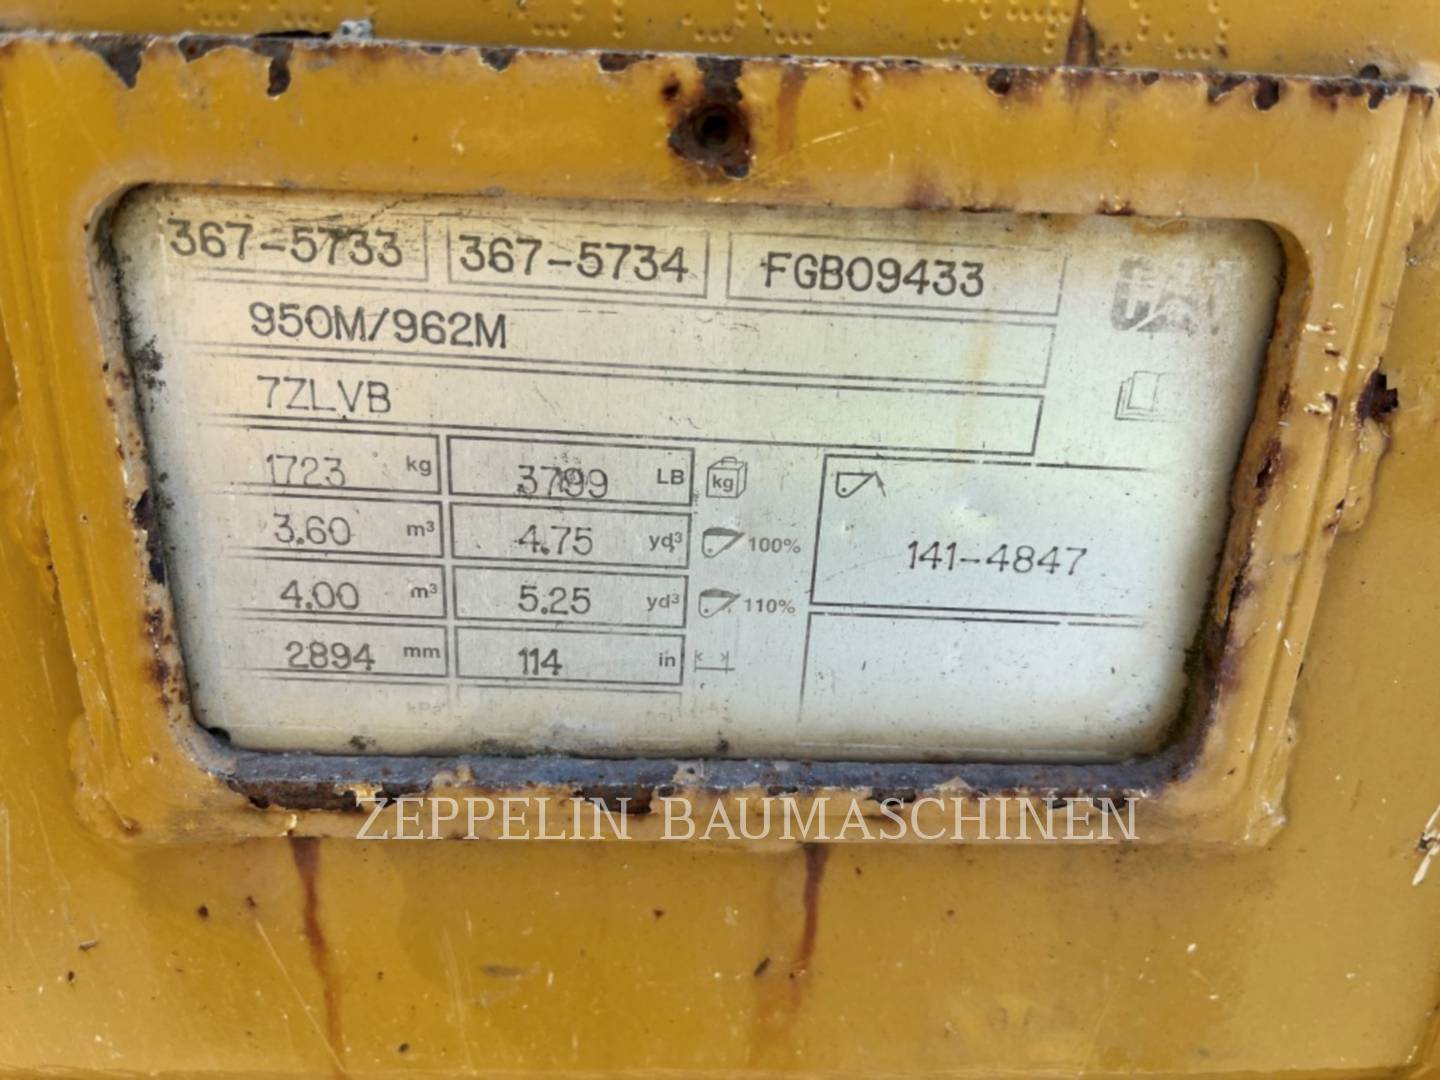 367-5733 367-5734 FGB09433
CAT
950M/962M
7ZLVB
1723 kg 3799 LB kg
3.60 m³ 4.75 yd³ 100%
141-4847
4.00 m³ 5.25 yd³ 110%
2894 mm 114 in
kPa
ZEPPELIN BAUMASCHINEN